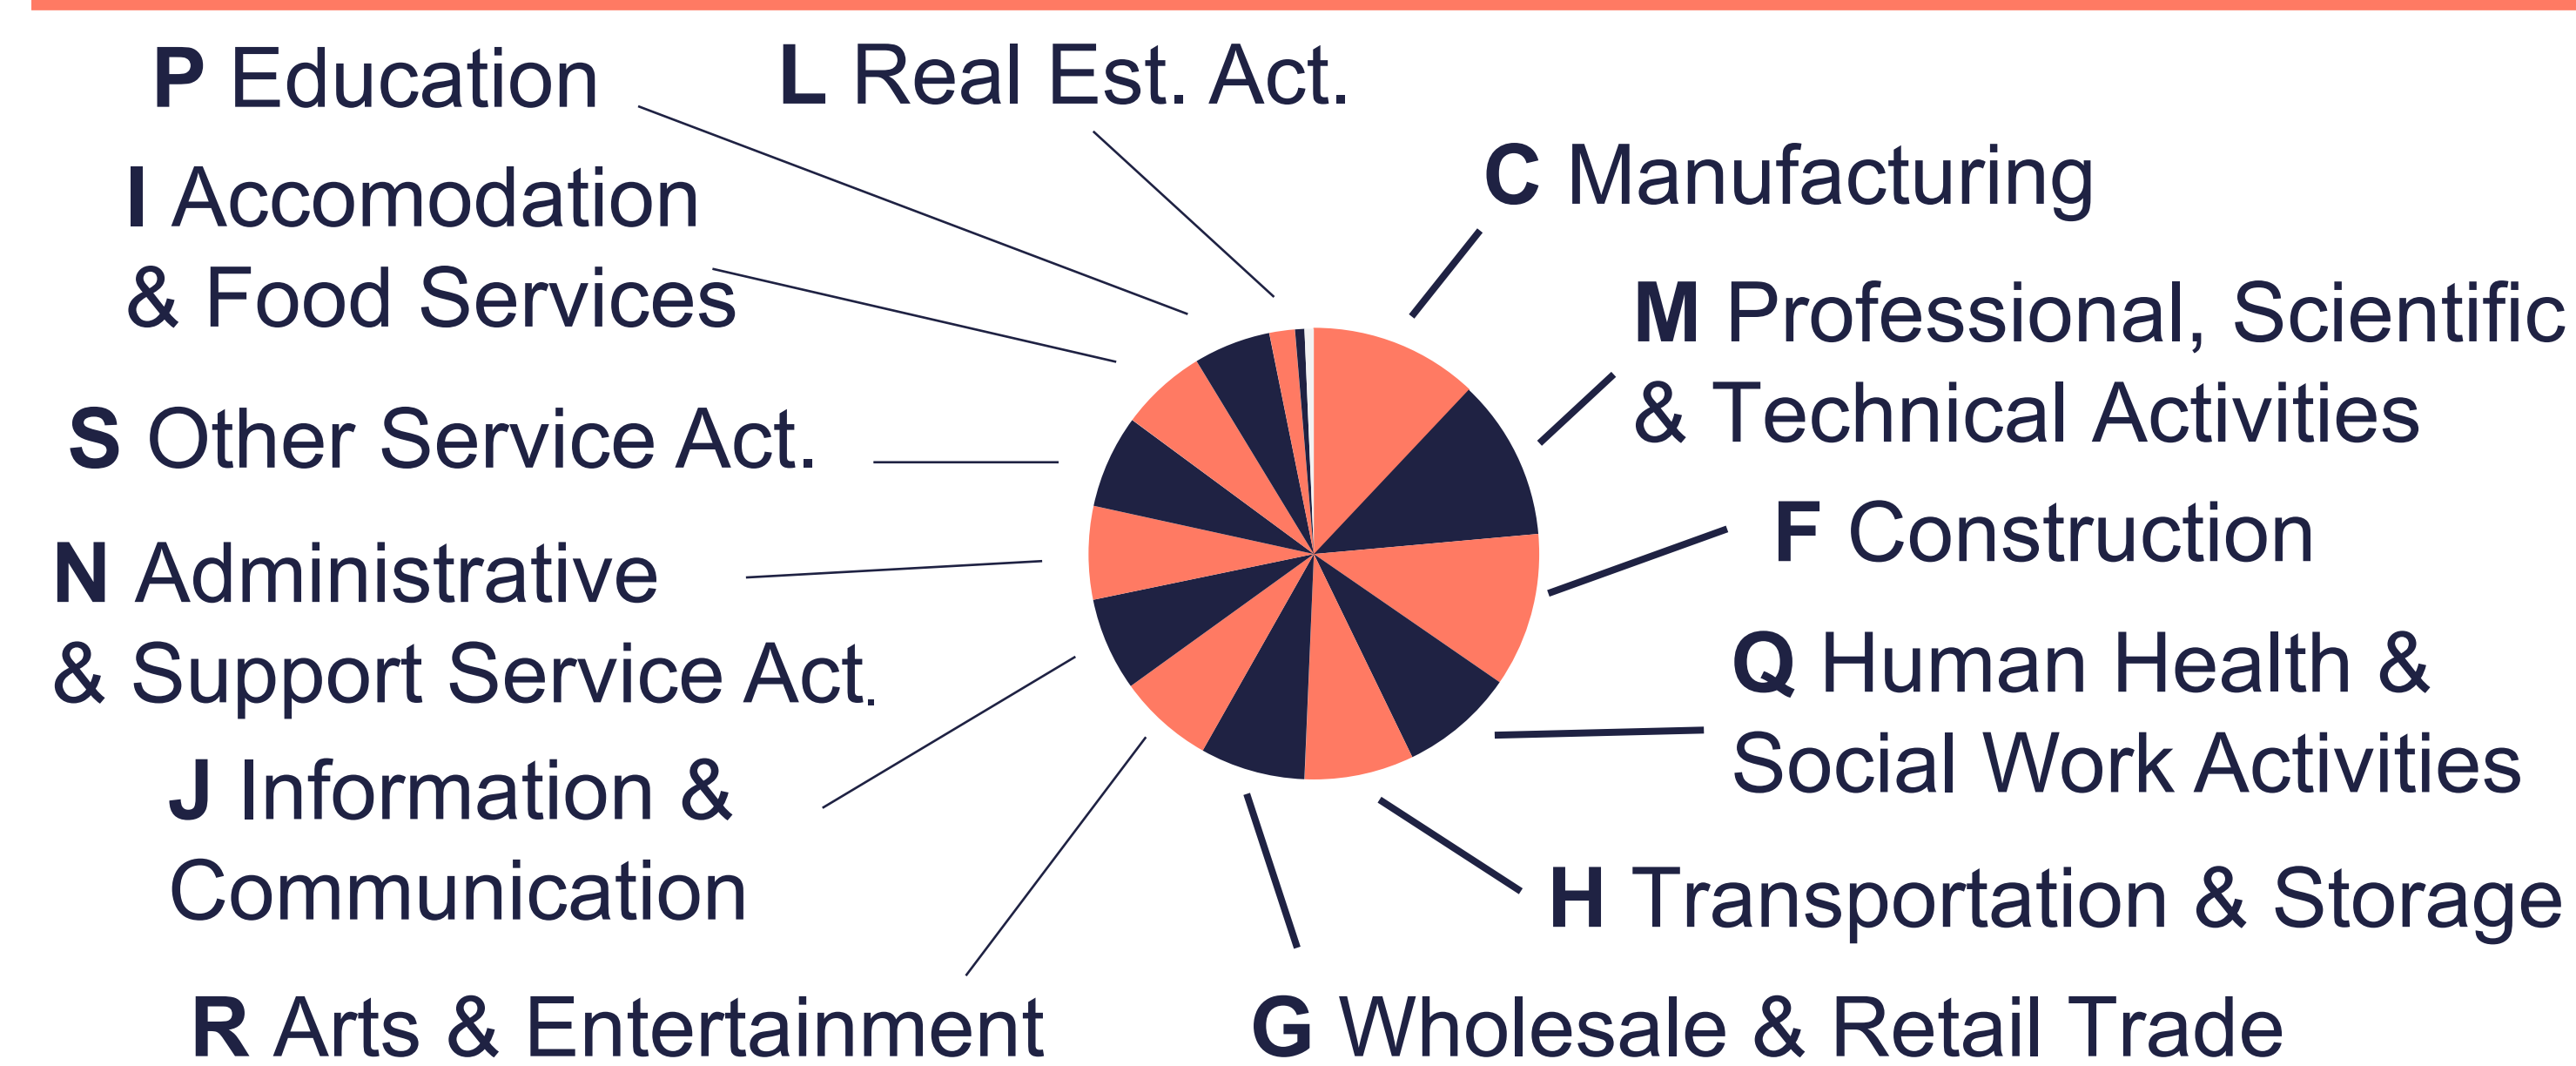 P Education
L Real Est. Act.
C Manufacturing
I Accomodation
& Food Services
M Professional, Scientific
& Technical Activities
S Other Service Act.
F Construction
N Administrative
& Support Service Act.
Q Human Health &
Social Work Activities
J Information &
Communication
H Transportation & Storage
R Arts & Entertainment
G Wholesale & Retail Trade